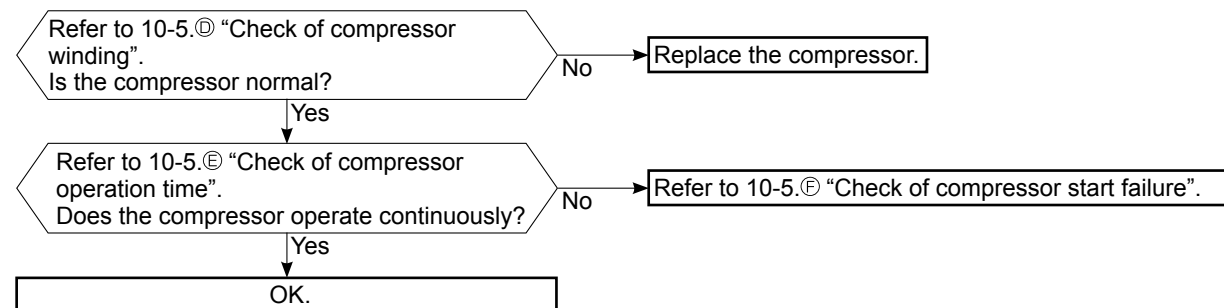 Refer to 10-5.Ⓓ “Check of compressor
winding”.
Is the compressor normal?
No
Replace the compressor.
Yes
Refer to 10-5.Ⓔ “Check of compressor
operation time”.
Does the compressor operate continuously?
No
Refer to 10-5.Ⓕ “Check of compressor start failure”.
Yes
OK.